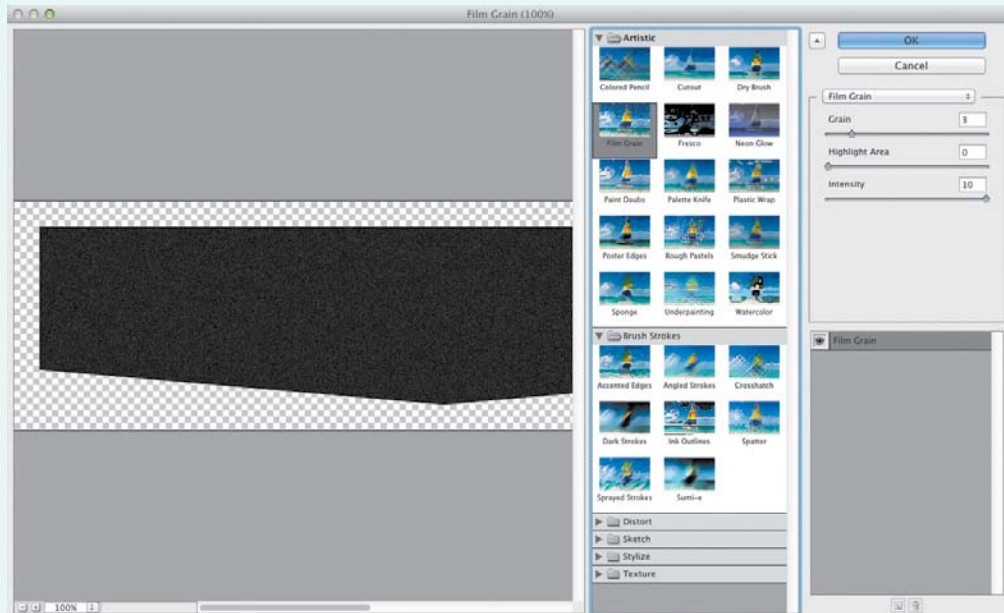 Film Grain (100%)
Artistic
Colored Pencil Cutout Dry Brush
Film Grain Fresco Neon Glow
Paint Daubs Palette Knife Plastic Wrap
Poster Edges Rough Pastels Smudge Stick
Sponge Underpainting Watercolor
Brush Strokes
Accented Edges Angled Strokes Crosshatch
Dark Strokes Ink Outlines Spatter
Sprayed Strokes Sumi-e
Distort
Sketch
Stylize
Texture
100%
OK
Cancel
Film Grain
Grain 3
Highlight Area 0
Intensity 10
Film Grain